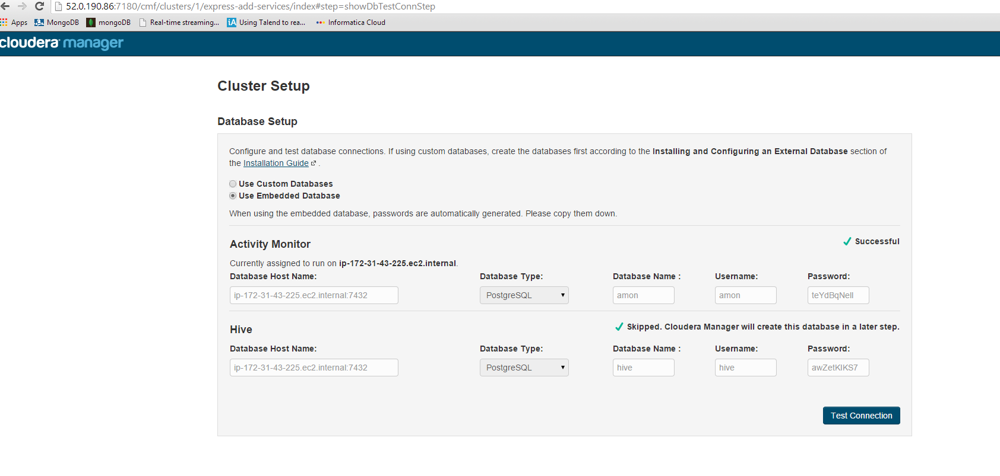 52.0.190.86:7180/cmf/clusters/1/express-add-services/index#step=showDbTestConnStep
Apps MongoDB mongoDB Real-time streaming... Using Talend to rea... Informatica Cloud
cloudera manager
Cluster Setup
Database Setup
Configure and test database connections. If using custom databases, create the databases first according to the Installing and Configuring an External Database section of
the Installation Guide .
Use Custom Databases
Use Embedded Database
When using the embedded database, passwords are automatically generated. Please copy them down.
Activity Monitor Successful
Currently assigned to run on ip-172-31-43-225.ec2.internal.
Database Host Name: Database Type: Database Name : Username: Password:
ip-172-31-43-225.ec2.internal:7432 PostgreSQL amon amon teYdBqNell
Hive Skipped. Cloudera Manager will create this database in a later step.
Database Host Name: Database Type: Database Name : Username: Password:
ip-172-31-43-225.ec2.internal:7432 PostgreSQL hive hive awZetKIKS7
Test Connection